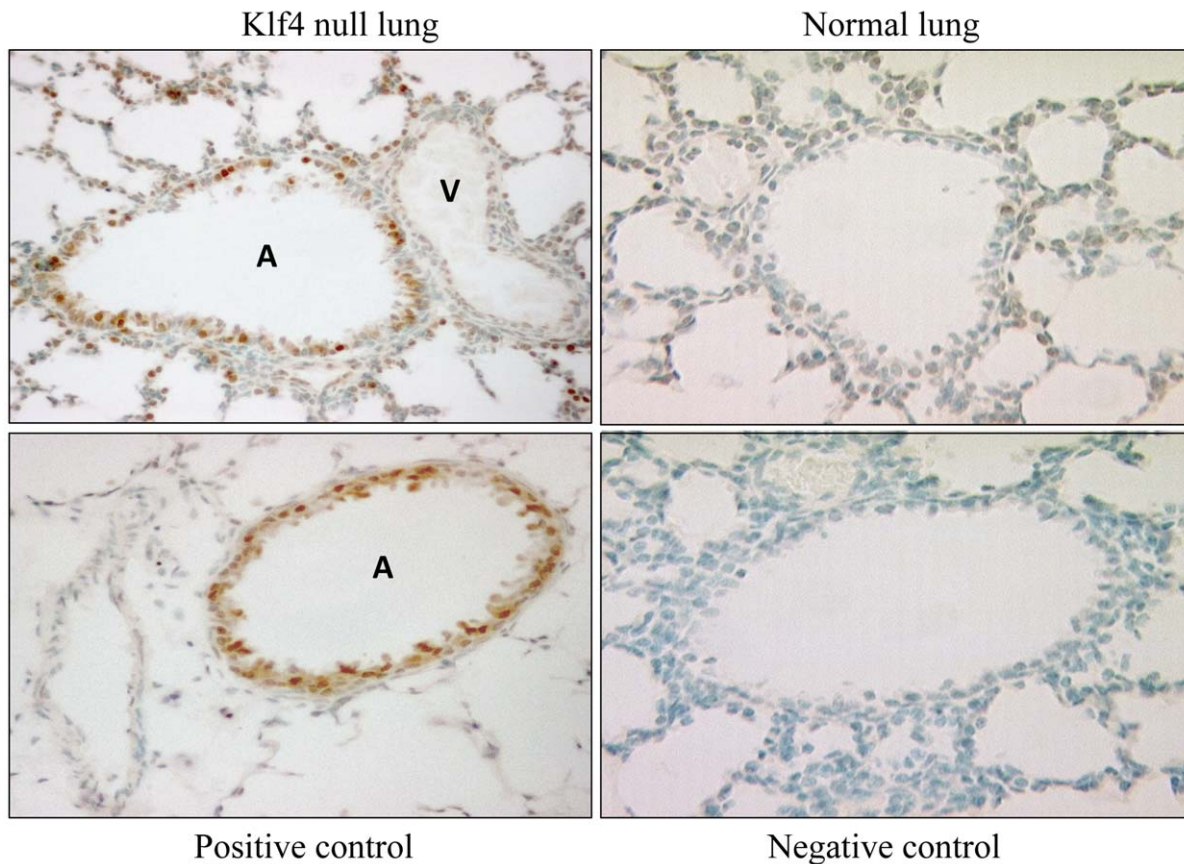 Klf4 null lung
Normal lung
V
A
A
Positive control
Negative control